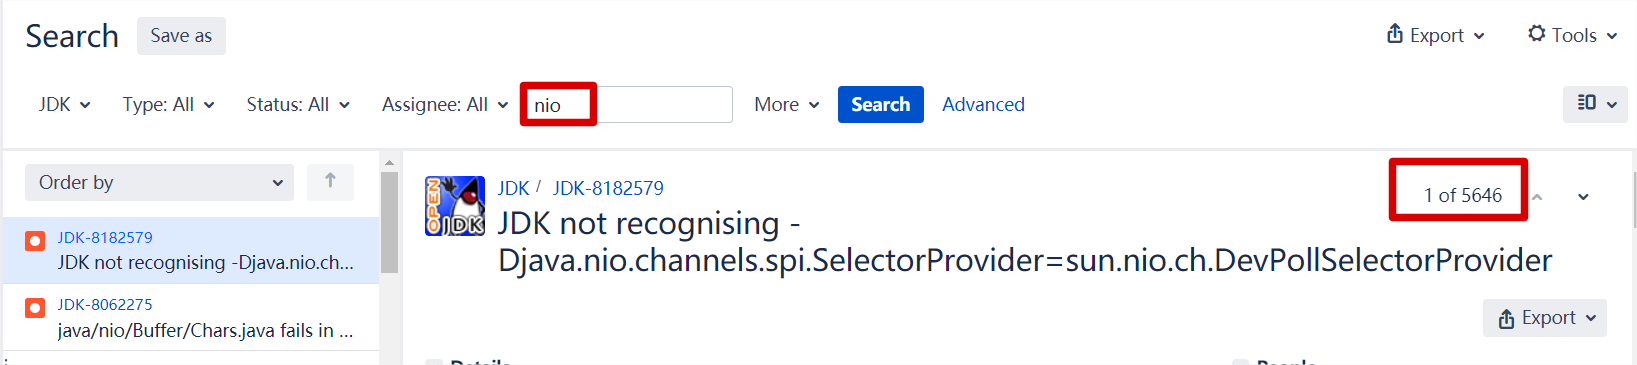 Search
Save as
Export
Tools
JDK
Type: All
Status: All
Assignee: All
nio
More
Search
Advanced
Order by
JDK-8182579
JDK not recognising -Djava.nio.ch...
JDK-8062275
java/nio/Buffer/Chars.java fails in ...
OPEN
JDK
JDK / JDK-8182579
1 of 5646
JDK not recognising -
Djava.nio.channels.spi.SelectorProvider=sun.nio.ch.DevPollSelectorProvider
Export